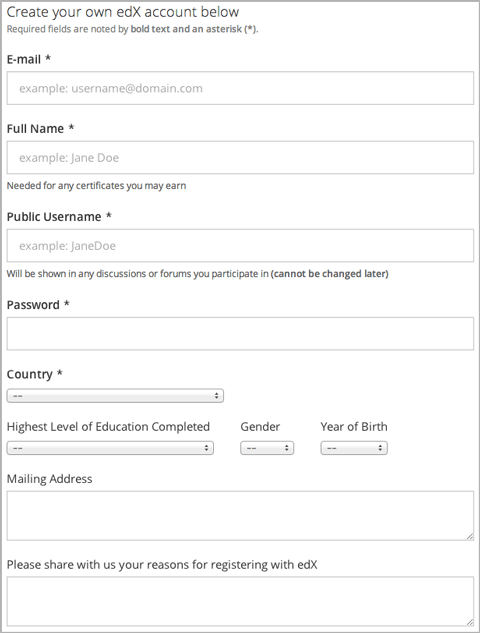 Create your own edX account below
Required fields are noted by bold text and an asterisk (*).
E-mail *
example: username@domain.com
Full Name *
example: Jane Doe
Needed for any certificates you may earn
Public Username *
example: JaneDoe
Will be shown in any discussions or forums you participate in (cannot be changed later)
Password *
Country *
--
Highest Level of Education Completed Gender Year of Birth
-- -- --
Mailing Address
Please share with us your reasons for registering with edX